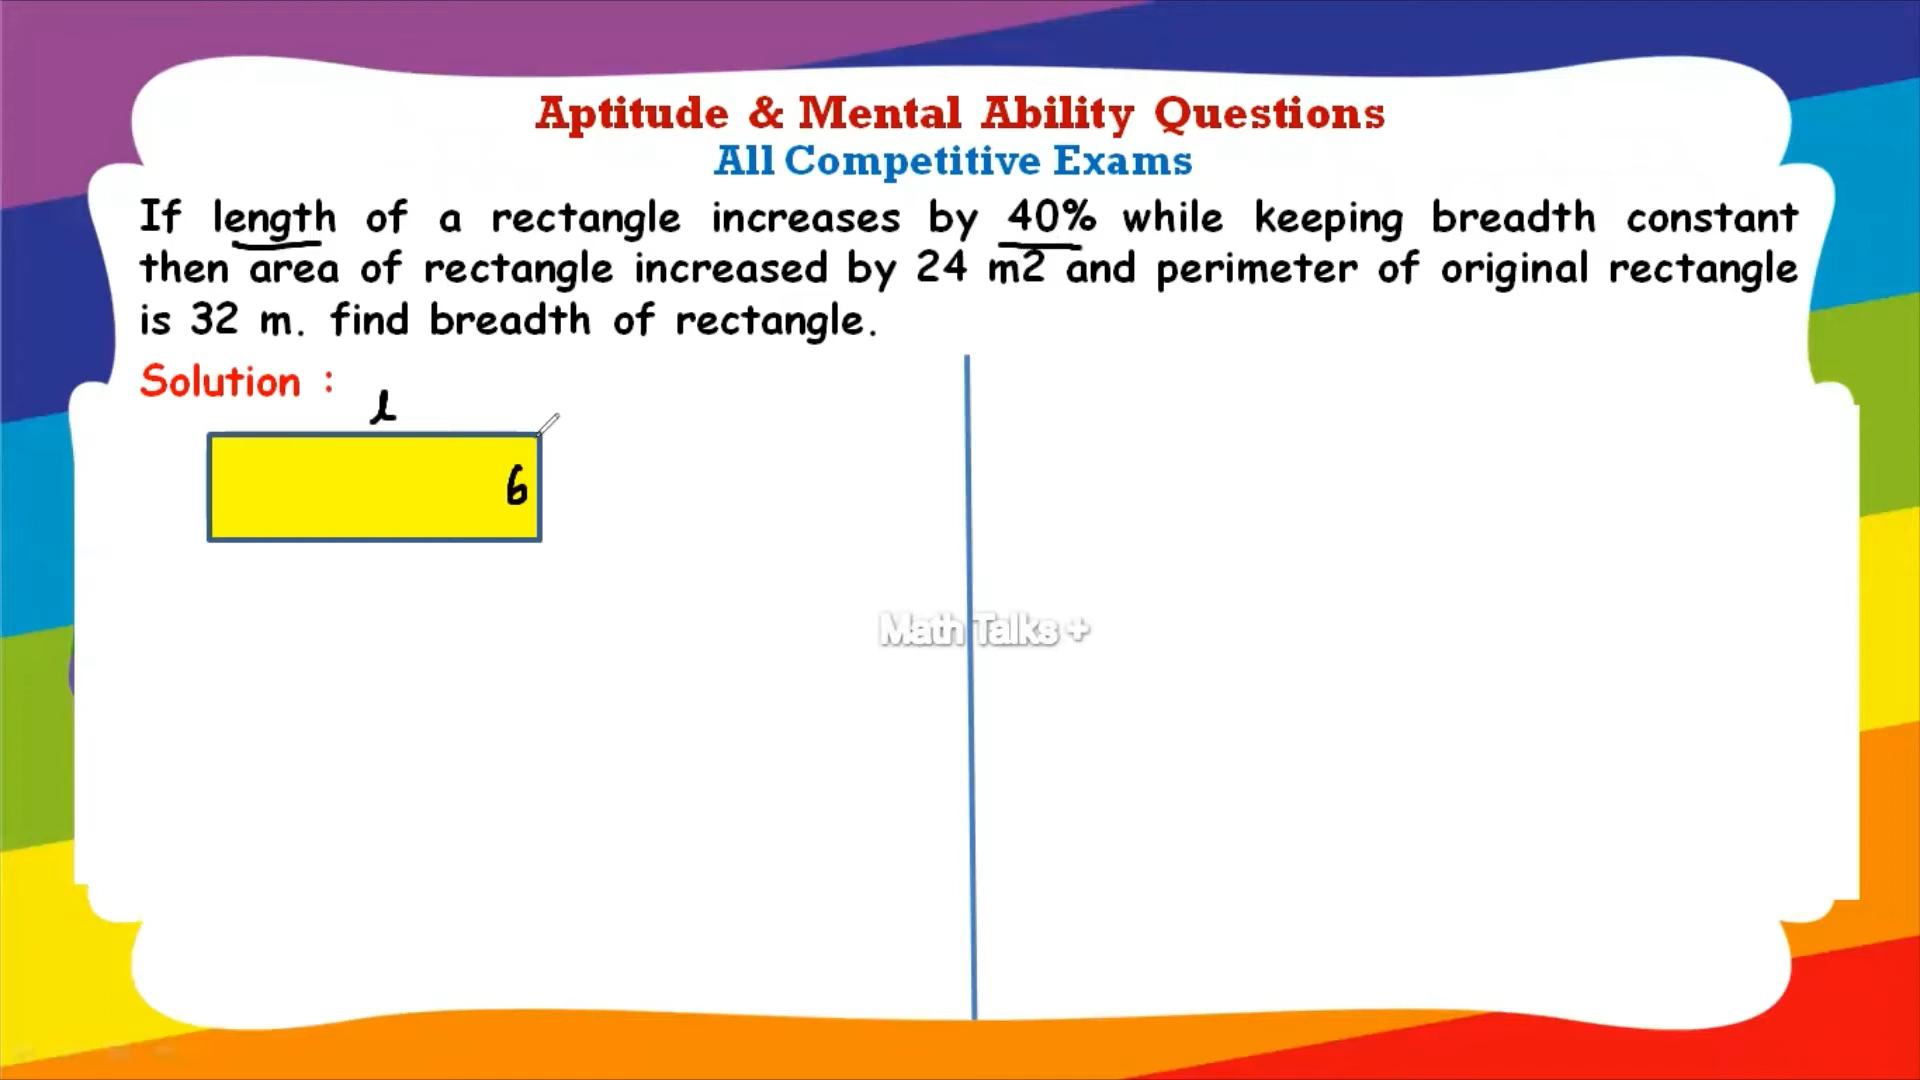 Aptitude & Mental Ability Questions
All Competitive Exams
If length of a rectangle increases by 40% while keeping breadth constant
then area of rectangle increased by 24 m2 and perimeter of original rectangle
is 32 m. find breadth of rectangle.
Solution :
l
b
Math Talks +